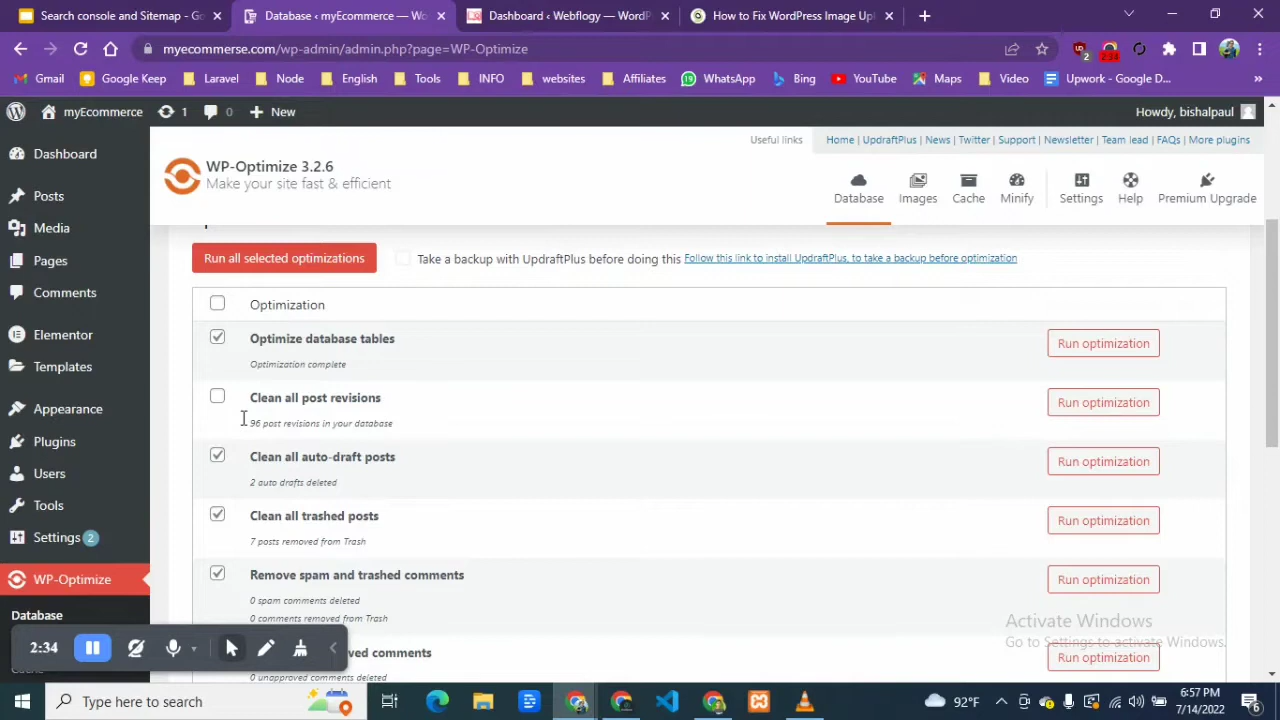 Search console and Sitemap - Go
Database ‹ myEcommerce — Wo
Dashboard ‹ Webflogy — WordP
How to Fix WordPress Image Upl
myecommerse.com/wp-admin/admin.php?page=WP-Optimize
2
2:34
Gmail
Google Keep
Laravel
Node
English
Tools
INFO
websites
Affiliates
19
WhatsApp
Bing
YouTube
Maps
Video
Upwork - Google D...
myEcommerce
1
0
New
Howdy, bishalpaul
Useful links
Home | UpdraftPlus | News | Twitter | Support | Newsletter | Team lead | FAQs | More plugins
WP-Optimize 3.2.6
Make your site fast & efficient
Database
Images
Cache
Minify
Settings
Help
Premium Upgrade
Dashboard
Posts
Media
Pages
Comments
Elementor
Templates
Appearance
Plugins
Users
Tools
Settings 2
WP-Optimize
Database
Run all selected optimizations
Take a backup with UpdraftPlus before doing this Follow this link to install UpdraftPlus, to take a backup before optimization
Optimization
Optimize database tables
Optimization complete
Run optimization
Clean all post revisions
96 post revisions in your database
Run optimization
Clean all auto-draft posts
2 auto drafts deleted
Run optimization
Clean all trashed posts
7 posts removed from Trash
Run optimization
Remove spam and trashed comments
0 spam comments deleted
0 comments removed from Trash
Run optimization
ved comments
0 unapproved comments deleted
Run optimization
2:34
Activate Windows
Go to Settings to activate Windows.
Type here to search
92°F
6:57 PM
7/14/2022
6